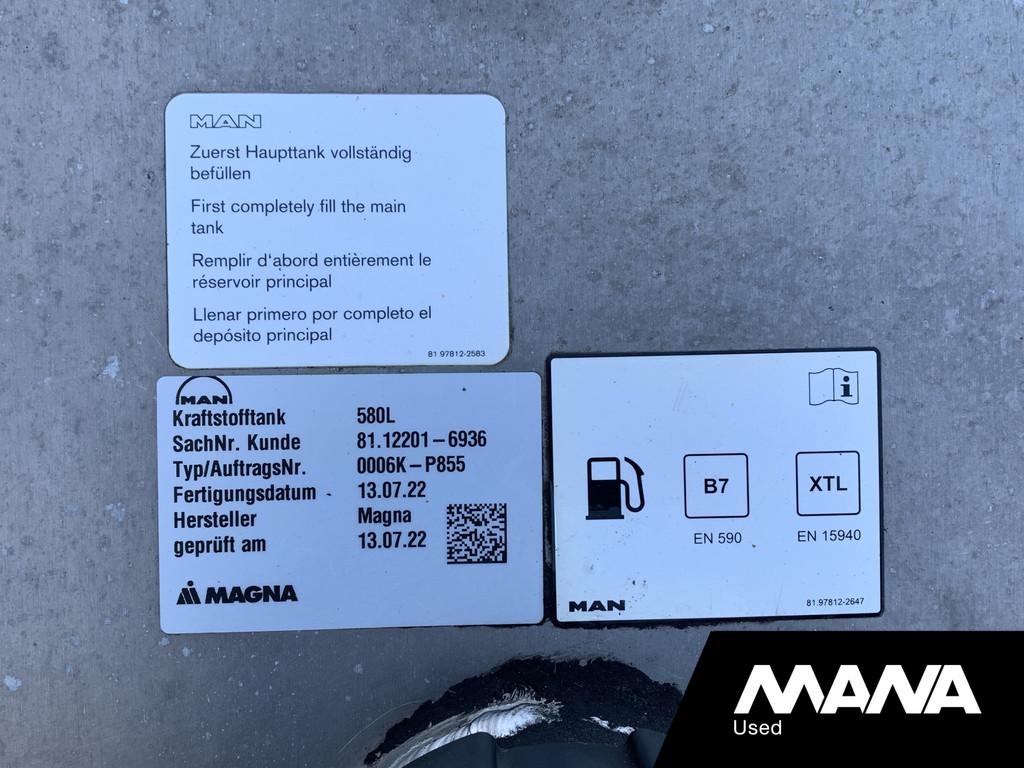 MAN
Zuerst Haupttank vollständig
befüllen
First completely fill the main
tank
Remplir d'abord entièrement le
réservoir principal
Llenar primero por completo el
depósito principal
81.97812-2583
MAN
Kraftstofftank 580L
SachNr. Kunde 81.12201-6936
Typ/AuftragsNr. 0006K-P855
Fertigungsdatum 13.07.22
Hersteller Magna
geprüft am 13.07.22
MAGNA
i
B7 XTL
EN 590 EN 15940
MAN 81.97812-2647
MANA
Used